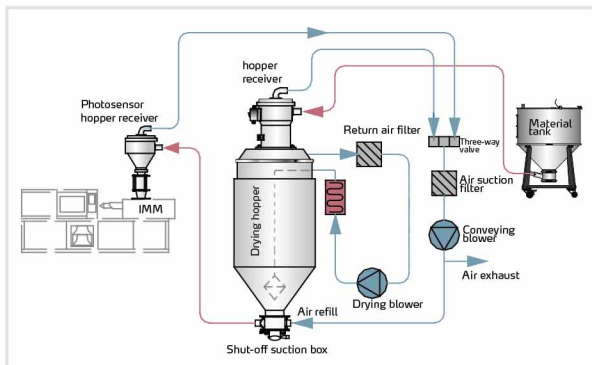 hopper
receiver
Photosensor
hopper receiver
Return air filter
Three-way
valve
Material
tank
Air suction
filter
IMM
Drying hopper
Conveying
blower
Air exhaust
Drying blower
Air refill
Shut-off suction box